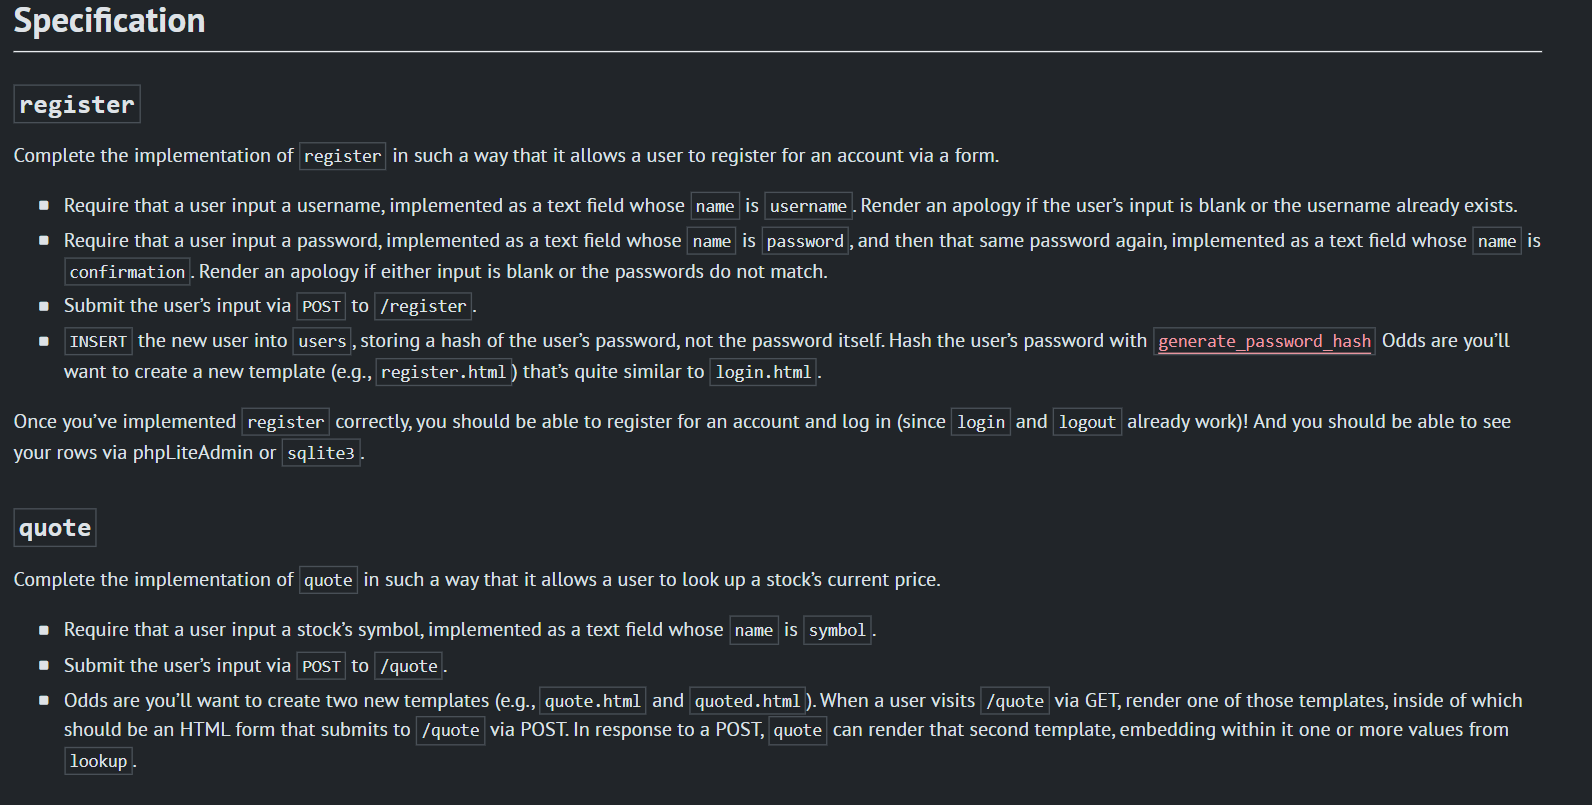 Specification
register
Complete the implementation of register in such a way that it allows a user to register for an account via a form.
Require that a user input a username, implemented as a text field whose name is username. Render an apology if the user’s input is blank or the username already exists.
Require that a user input a password, implemented as a text field whose name is password, and then that same password again, implemented as a text field whose name is
confirmation. Render an apology if either input is blank or the passwords do not match.
Submit the user’s input via POST to /register.
INSERT the new user into users, storing a hash of the user’s password, not the password itself. Hash the user’s password with generate_password_hash Odds are you’ll
want to create a new template (e.g., register.html) that’s quite similar to login.html.
Once you’ve implemented register correctly, you should be able to register for an account and log in (since login and logout already work)! And you should be able to see
your rows via phpLiteAdmin or sqlite3.
quote
Complete the implementation of quote in such a way that it allows a user to look up a stock’s current price.
Require that a user input a stock’s symbol, implemented as a text field whose name is symbol.
Submit the user’s input via POST to /quote.
Odds are you’ll want to create two new templates (e.g., quote.html and quoted.html). When a user visits /quote via GET, render one of those templates, inside of which
should be an HTML form that submits to /quote via POST. In response to a POST, quote can render that second template, embedding within it one or more values from
lookup.